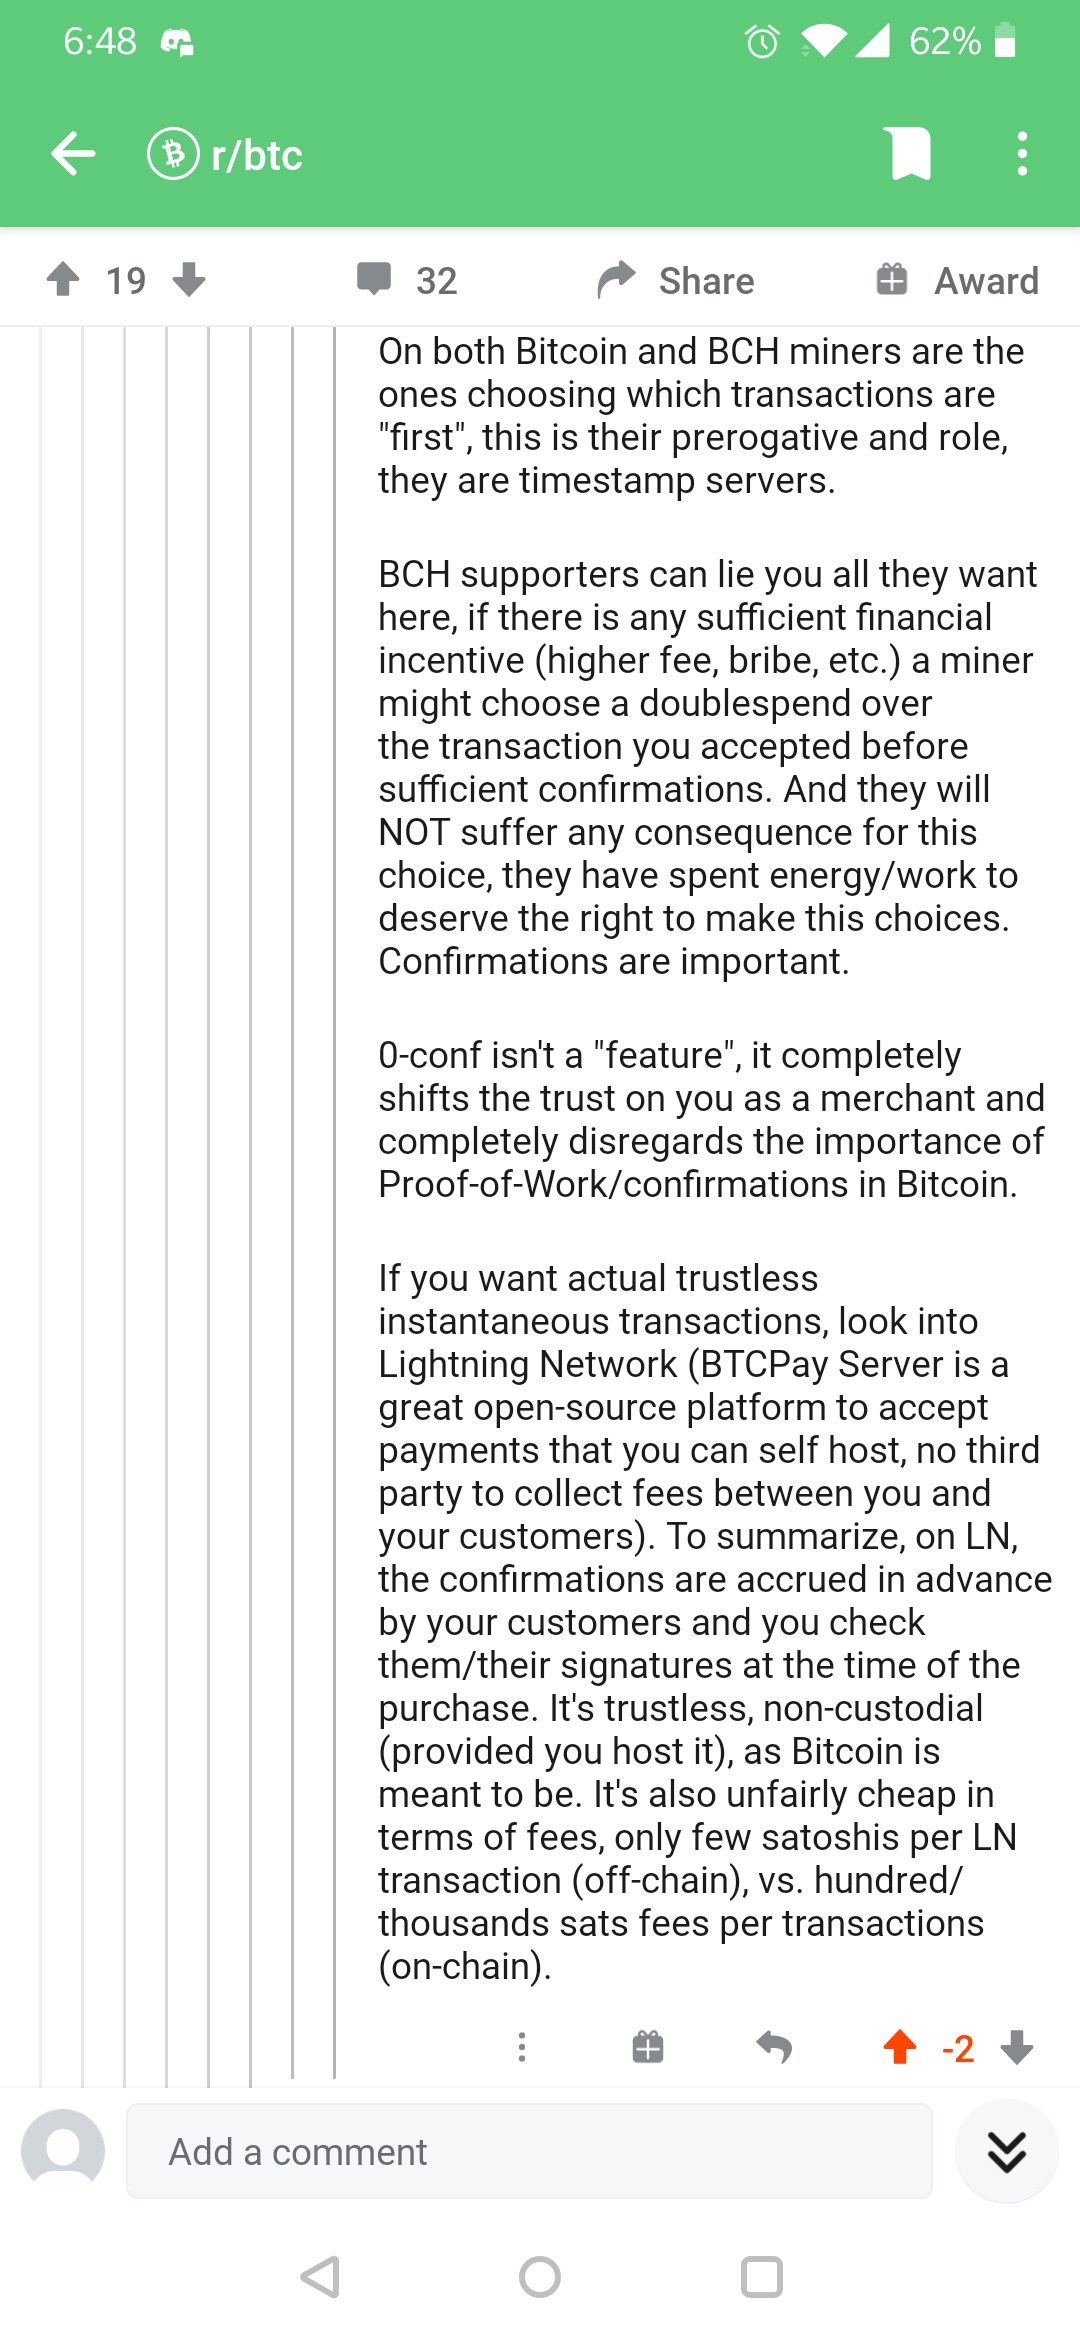 6:48
62%
r/btc
19
32
Share
Award
On both Bitcoin and BCH miners are the
ones choosing which transactions are
"first", this is their prerogative and role,
they are timestamp servers.
BCH supporters can lie you all they want
here, if there is any sufficient financial
incentive (higher fee, bribe, etc.) a miner
might choose a doublespend over
the transaction you accepted before
sufficient confirmations. And they will
NOT suffer any consequence for this
choice, they have spent energy/work to
deserve the right to make this choices.
Confirmations are important.
0-conf isn't a "feature", it completely
shifts the trust on you as a merchant and
completely disregards the importance of
Proof-of-Work/confirmations in Bitcoin.
If you want actual trustless
instantaneous transactions, look into
Lightning Network (BTCPay Server is a
great open-source platform to accept
payments that you can self host, no third
party to collect fees between you and
your customers). To summarize, on LN,
the confirmations are accrued in advance
by your customers and you check
them/their signatures at the time of the
purchase. It's trustless, non-custodial
(provided you host it), as Bitcoin is
meant to be. It's also unfairly cheap in
terms of fees, only few satoshis per LN
transaction (off-chain), vs. hundred/
thousands sats fees per transactions
(on-chain).
-2
Add a comment